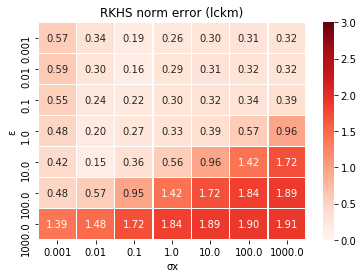 RKHS norm error (lckm)
0.001 0.57 0.34 0.19 0.26 0.30 0.31 0.32
0.01 0.59 0.30 0.16 0.29 0.31 0.32 0.32
0.1 0.55 0.24 0.22 0.30 0.32 0.34 0.39
1.0 0.48 0.20 0.27 0.33 0.39 0.57 0.96
10.0 0.42 0.15 0.36 0.56 0.96 1.42 1.72
100.0 0.48 0.57 0.95 1.42 1.72 1.84 1.89
1000.0 1.39 1.48 1.72 1.84 1.89 1.90 1.91
0.001 0.01 0.1 1.0 10.0 100.0 1000.0
σx
ε
3.0
2.5
2.0
1.5
1.0
0.5
0.0